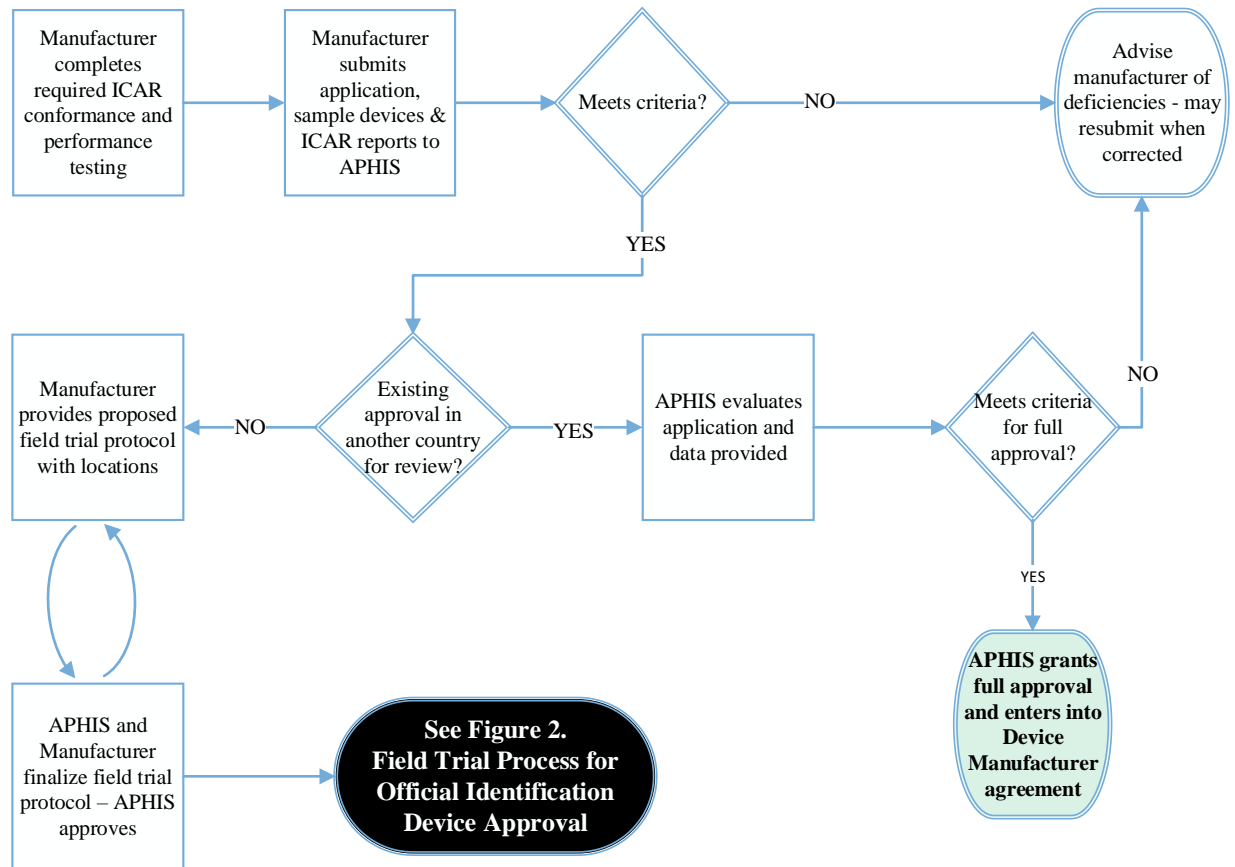 Manufacturer
completes
required ICAR
conformance and
performance
testing
Manufacturer
submits
application,
sample devices &
ICAR reports to
APHIS
Meets criteria?
NO
Advise
manufacturer of
deficiencies - may
resubmit when
corrected
YES
Manufacturer
provides proposed
field trial protocol
with locations
NO
Existing
approval in
another country
for review?
YES
APHIS evaluates
application and
data provided
Meets criteria
for full
approval?
NO
YES
APHIS and
Manufacturer
finalize field trial
protocol – APHIS
approves
See Figure 2.
Field Trial Process for
Official Identification
Device Approval
APHIS grants
full approval
and enters into
Device
Manufacturer
agreement